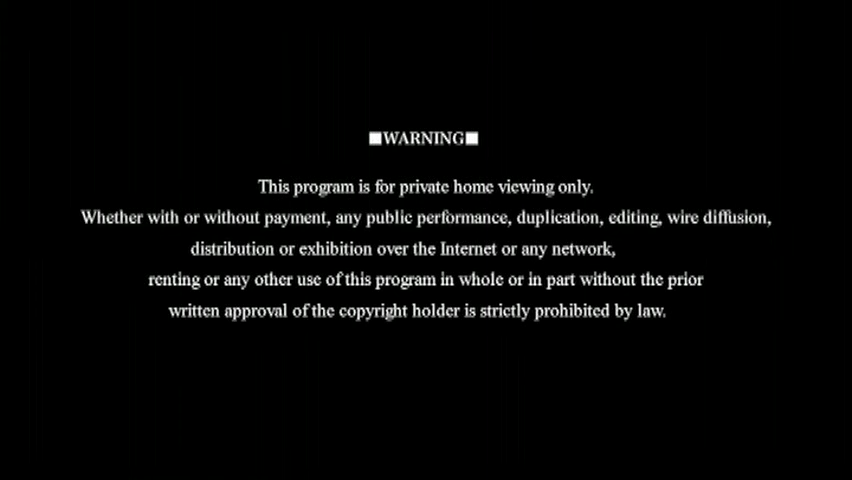 ■WARNING■
This program is for private home viewing only.
Whether with or without payment, any public performance, duplication, editing, wire diffusion,
distribution or exhibition over the Internet or any network,
renting or any other use of this program in whole or in part without the prior
written approval of the copyright holder is strictly prohibited by law.